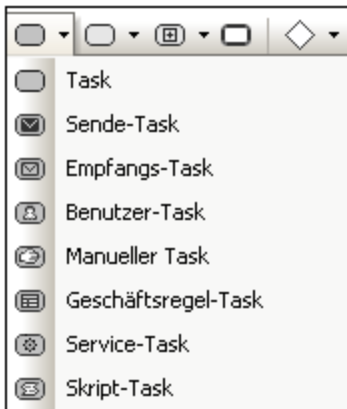 Task
Sende-Task
Empfangs-Task
Benutzer-Task
Manueller Task
Geschäftsregel-Task
Service-Task
Skript-Task